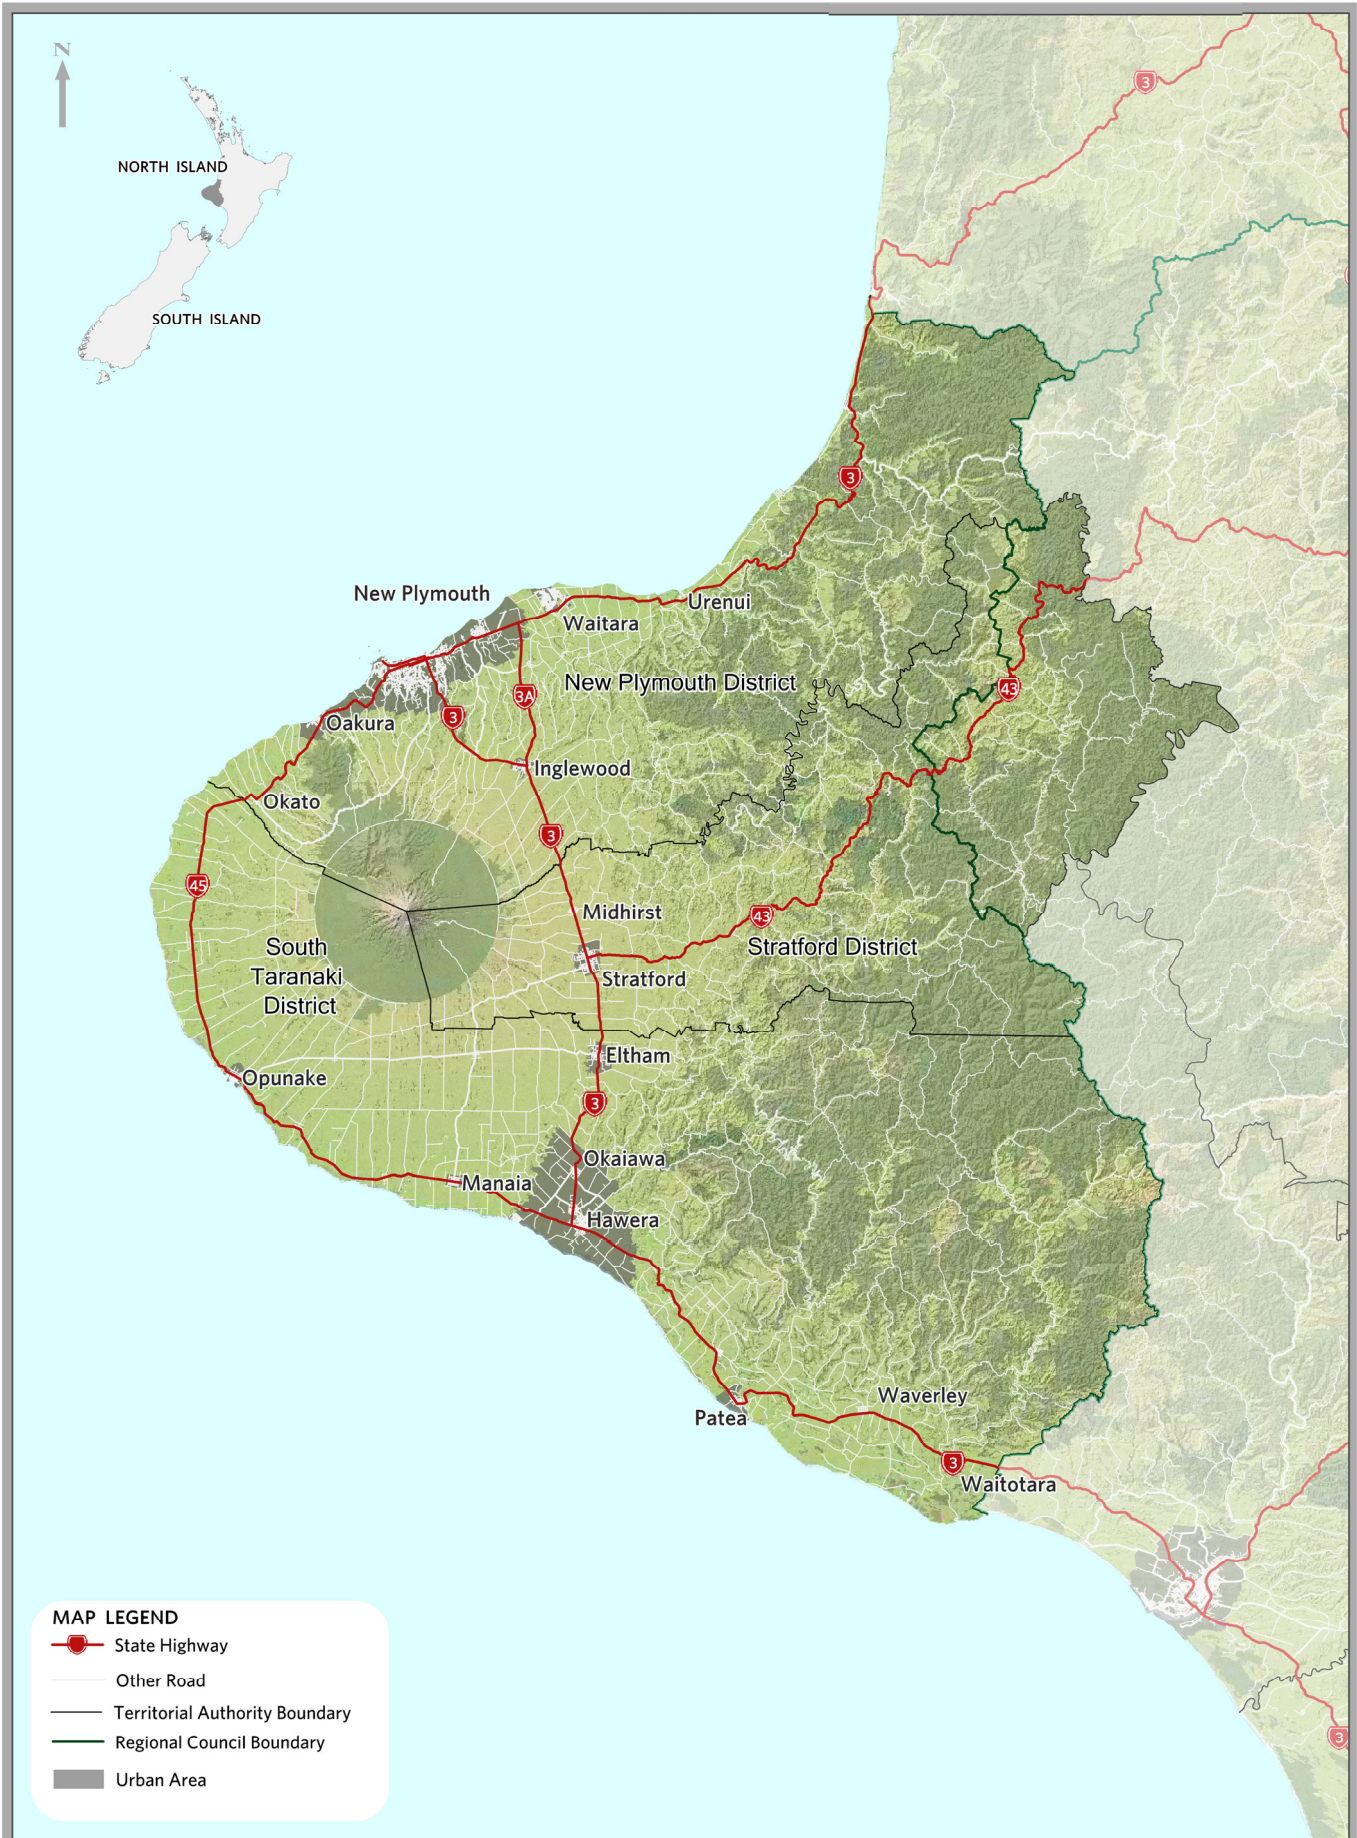 N
NORTH ISLAND
SOUTH ISLAND
3
3
New Plymouth
Urenui
Waitara
New Plymouth District
43
3A
3
Oakura
Inglewood
Okato
3
45
Midhirst
43
South
Taranaki
District
Stratford District
Stratford
Eltham
Opunake
3
Okaiawa
Manaia
Hawera
Waverley
Patea
3
Waitotara
MAP LEGEND
State Highway
Other Road
Territorial Authority Boundary
Regional Council Boundary
Urban Area
3